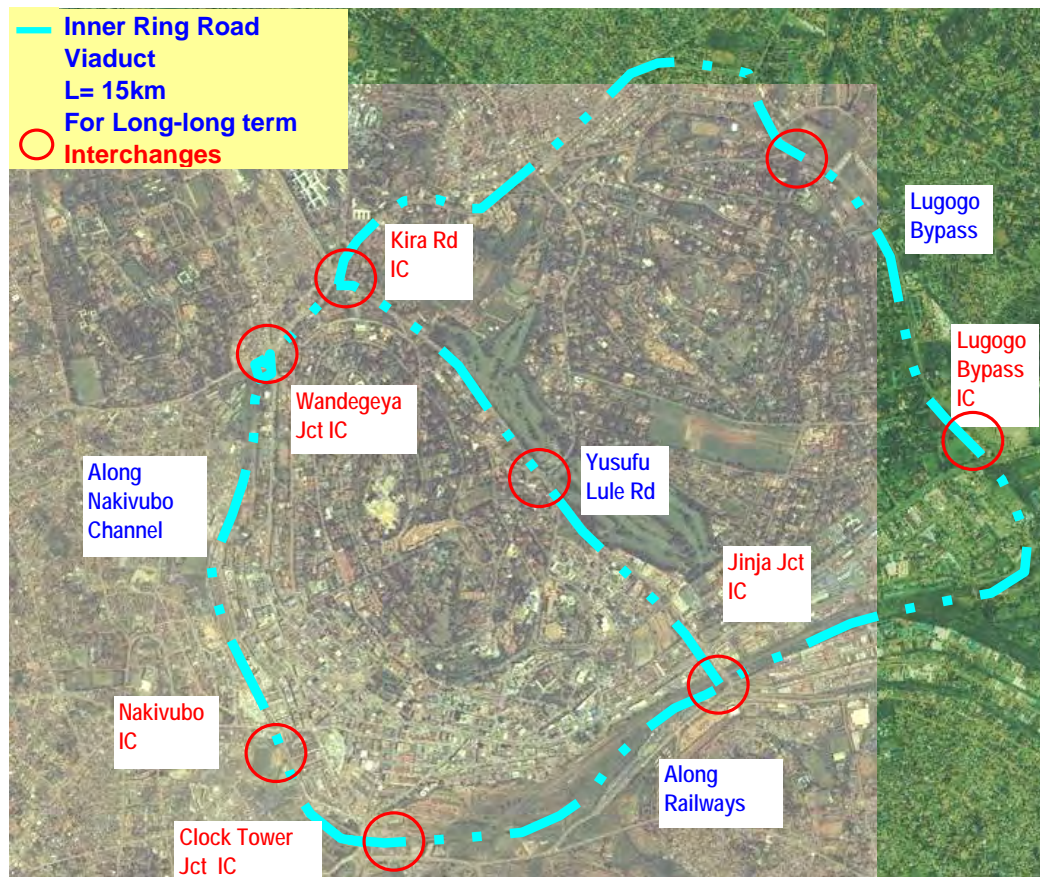 Inner Ring Road
Viaduct
L= 15km
For Long-long term
Interchanges
Lugogo
Bypass
Kira Rd
IC
Lugogo
Bypass
IC
Wandegeya
Jct IC
Along
Nakivubo
Channel
Yusufu
Lule Rd
Jinja Jct
IC
Nakivubo
IC
Along
Railways
Clock Tower
Jct IC